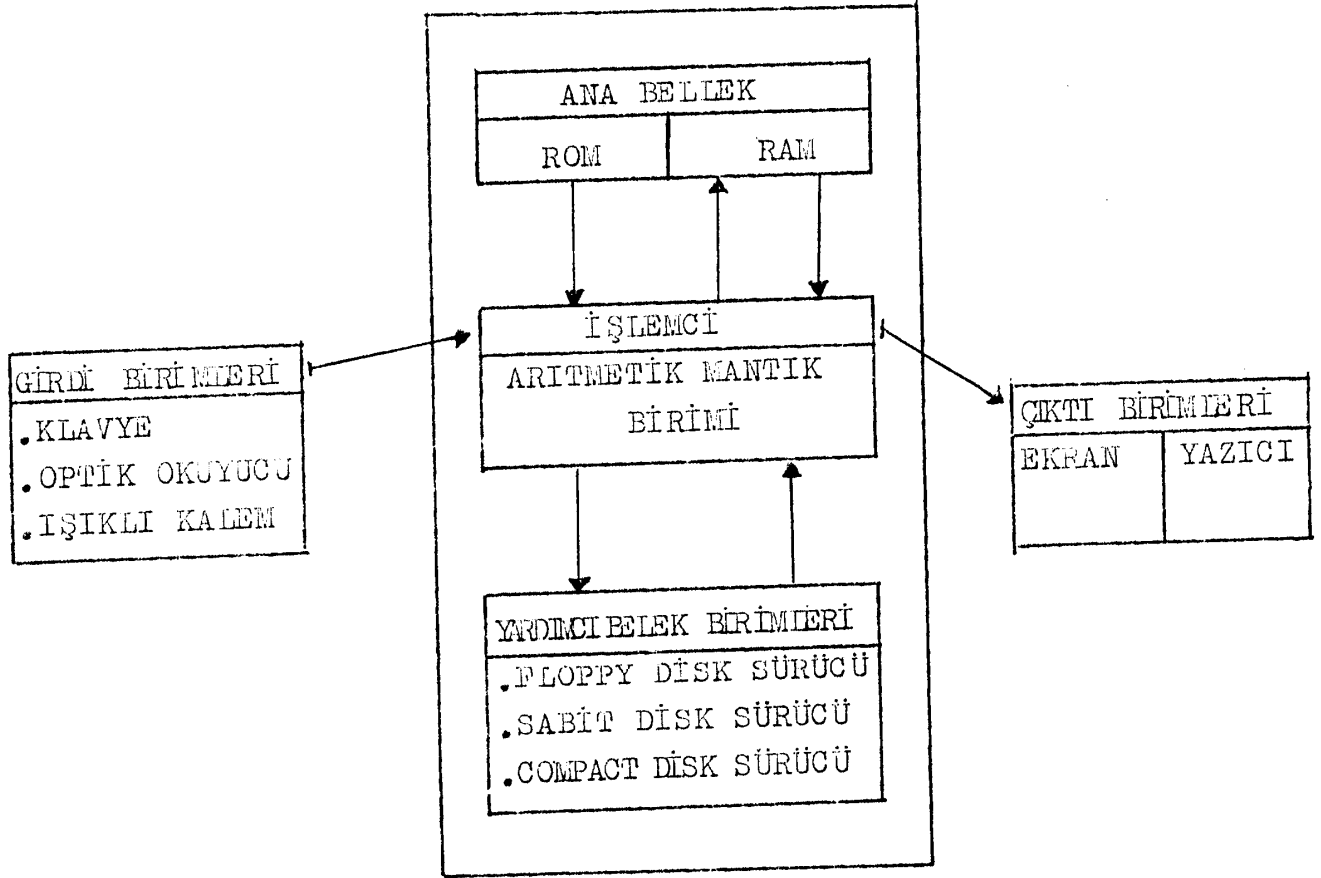 ANA BELLEK
ROM
RAM
İŞLEMCİ
ARITMETİK MANTIK
BİRİMİ
GİRDİ BİRİMLERİ
.KLAVYE
.OPTİK OKUYUCU
.IŞIKLI KALEM
ÇIKTI BİRİMLERİ
EKRAN
YAZICI
YARDIMCI BELEK BİRİMLERİ
.FLOPPY DİSK SÜRÜCÜ
.SABİT DİSK SÜRÜCÜ
.COMPACT DİSK SÜRÜCÜ